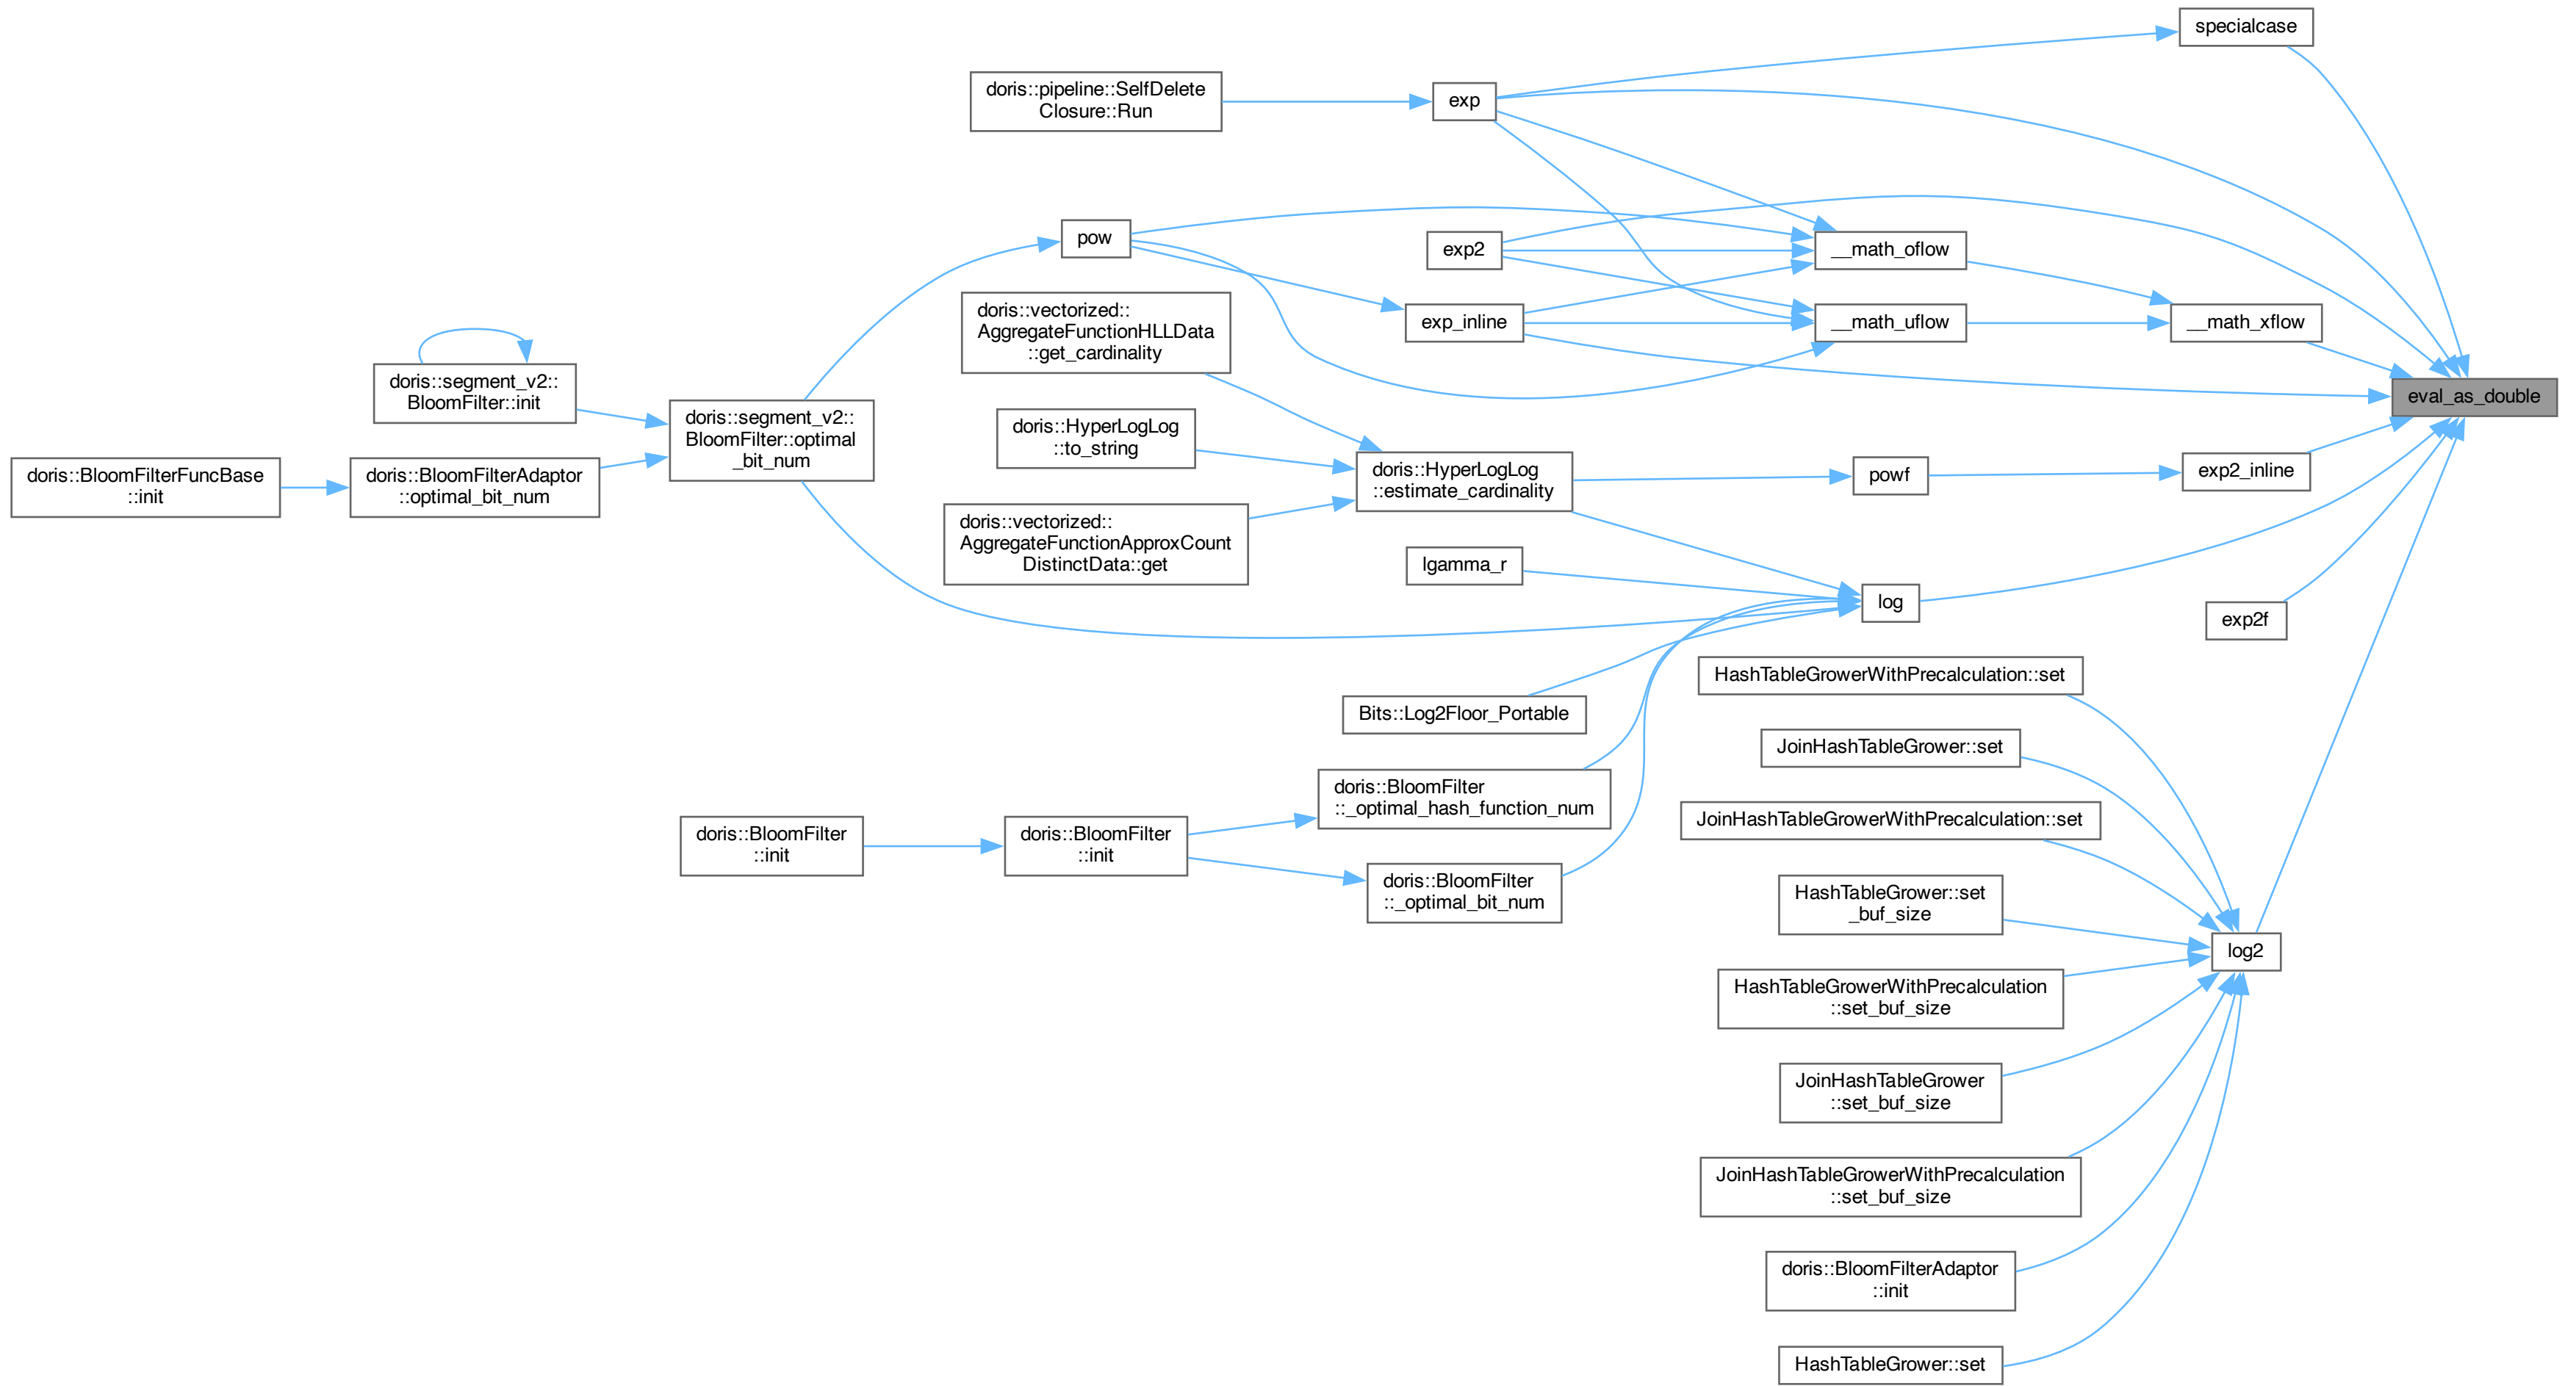 specialcase
doris::pipeline::SelfDelete
Closure::Run
exp
pow
exp2
__math_oflow
doris::vectorized::
AggregateFunctionHLLData
::get_cardinality
exp_inline
__math_uflow
__math_xflow
doris::segment_v2::
BloomFilter::init
eval_as_double
doris::segment_v2::
BloomFilter::optimal
_bit_num
doris::HyperLogLog
::to_string
doris::BloomFilterFuncBase
::init
doris::BloomFilterAdaptor
::optimal_bit_num
doris::HyperLogLog
::estimate_cardinality
powf
exp2_inline
doris::vectorized::
AggregateFunctionApproxCount
DistinctData::get
lgamma_r
log
exp2f
HashTableGrowerWithPrecalculation::set
Bits::Log2Floor_Portable
JoinHashTableGrower::set
doris::BloomFilter
::_optimal_hash_function_num
JoinHashTableGrowerWithPrecalculation::set
doris::BloomFilter
::init
doris::BloomFilter
::init
doris::BloomFilter
::_optimal_bit_num
HashTableGrower::set
_buf_size
log2
HashTableGrowerWithPrecalculation
::set_buf_size
JoinHashTableGrower
::set_buf_size
JoinHashTableGrowerWithPrecalculation
::set_buf_size
doris::BloomFilterAdaptor
::init
HashTableGrower::set